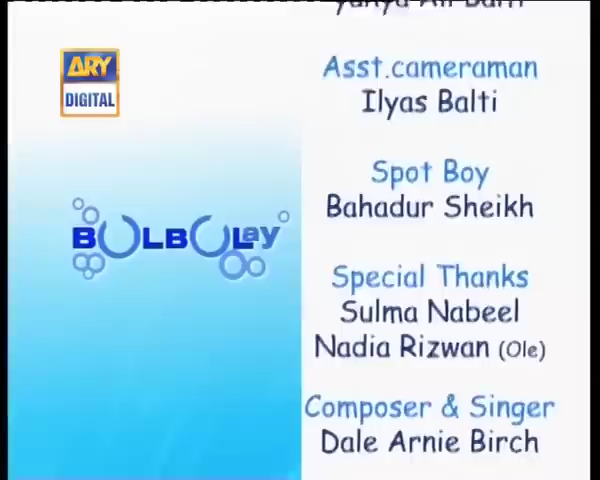 ARY
DIGITAL
BULBULay
Asst.cameraman
Ilyas Balti
Spot Boy
Bahadur Sheikh
Special Thanks
Sulma Nabeel
Nadia Rizwan (Ole)
Composer & Singer
Dale Arnie Birch